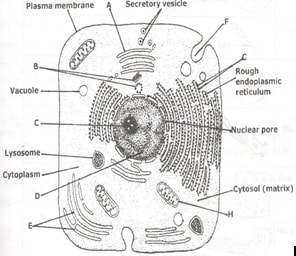 Plasma membrane
A
Secretory vesicle
F
C
B
Rough
endoplasmic
reticulum
Vacuole
C
Nuclear pore
Lysosome
Cytoplasm
D
Cytosol (matrix)
E
H